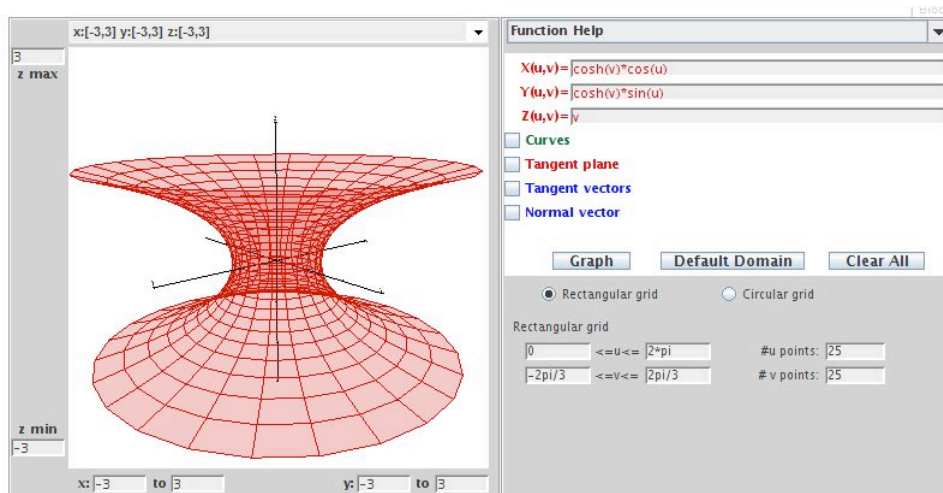 x:[-3,3] y:[-3,3] z:[-3,3]
3
z max
z min
-3
x: -3 to 3 y: -3 to 3
Function Help
X(u,v)= cosh(v)*cos(u)
Y(u,v)= cosh(v)*sin(u)
Z(u,v)= v
Curves
Tangent plane
Tangent vectors
Normal vector
Graph Default Domain Clear All
Rectangular grid Circular grid
Rectangular grid
0 <=u<= 2*pi #u points: 25
-2pi/3 <=v<= 2pi/3 # v points: 25